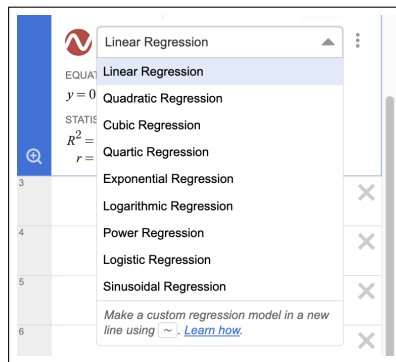 Linear Regression
EQUAT
Linear Regression
y = 0
Quadratic Regression
STATIS
Cubic Regression
R² =
r =
Quartic Regression
Exponential Regression
3
Logarithmic Regression
Power Regression
4
Logistic Regression
5
Sinusoidal Regression
Make a custom regression model in a new
line using ~. Learn how.
6